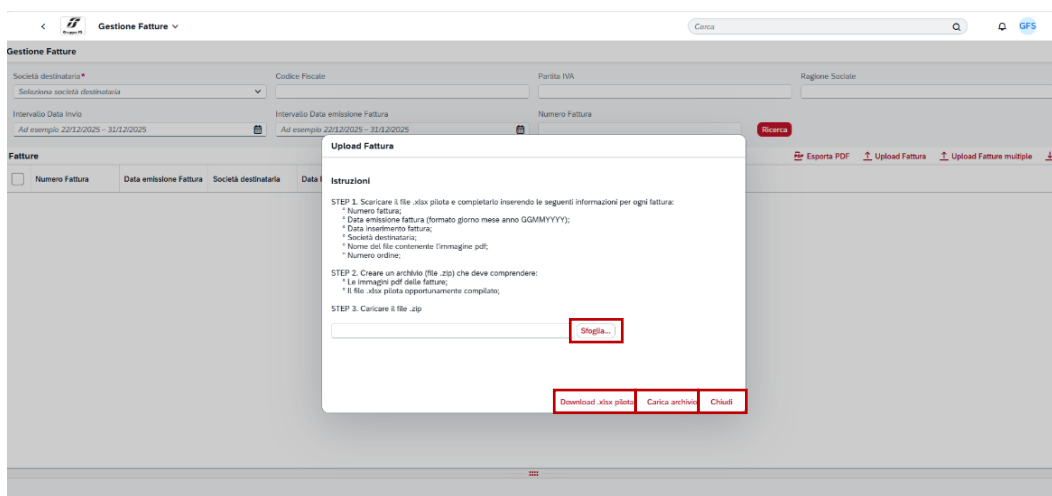 Gruppo FS
Gestione Fatture
Cerca
GFS
Gestione Fatture
Società destinataria*
Codice Fiscale
Partita IVA
Ragione Sociale
Seleziona società destinataria
Intervallo Data Invio
Intervallo Data emissione Fattura
Numero Fattura
Ad esempio 22/12/2025 – 31/12/2025
Ad esempio 22/12/2025 – 31/12/2025
Ricerca
Upload Fattura
Fatture
Esporta PDF
Upload Fattura
Upload Fatture multiple
Numero Fattura
Data emissione Fattura
Società destinataria
Data
Istruzioni
STEP 1. Scaricare il file .xlsx pilota e completarlo inserendo le seguenti informazioni per ogni fattura:
° Numero fattura;
° Data emissione fattura (formato giorno mese anno GGMMYYYY);
° Data inserimento fattura;
° Società destinataria;
° Nome del file contenente l'immagine pdf;
° Numero ordine;
STEP 2. Creare un archivio (file .zip) che deve comprendere:
° Le immagini pdf delle fatture;
° Il file .xlsx pilota opportunamente compilato;
STEP 3. Caricare il file .zip
Sfoglia...
Download .xlsx pilota
Carica archivio
Chiudi